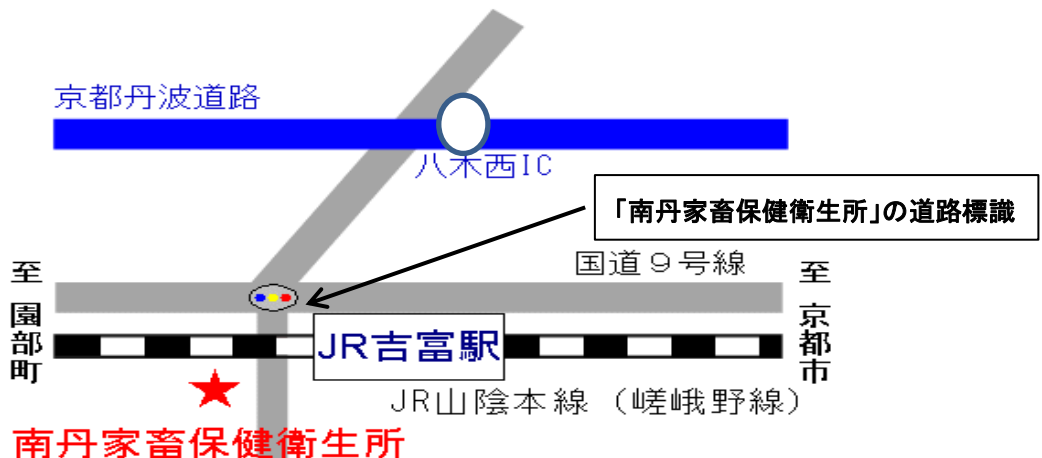 京都丹波道路
八木西IC
「南丹家畜保健衛生所」の道路標識
国道９号線
至園部町
至京都市
JR吉富駅
JR山陰本線（嵯峨野線）
南丹家畜保健衛生所